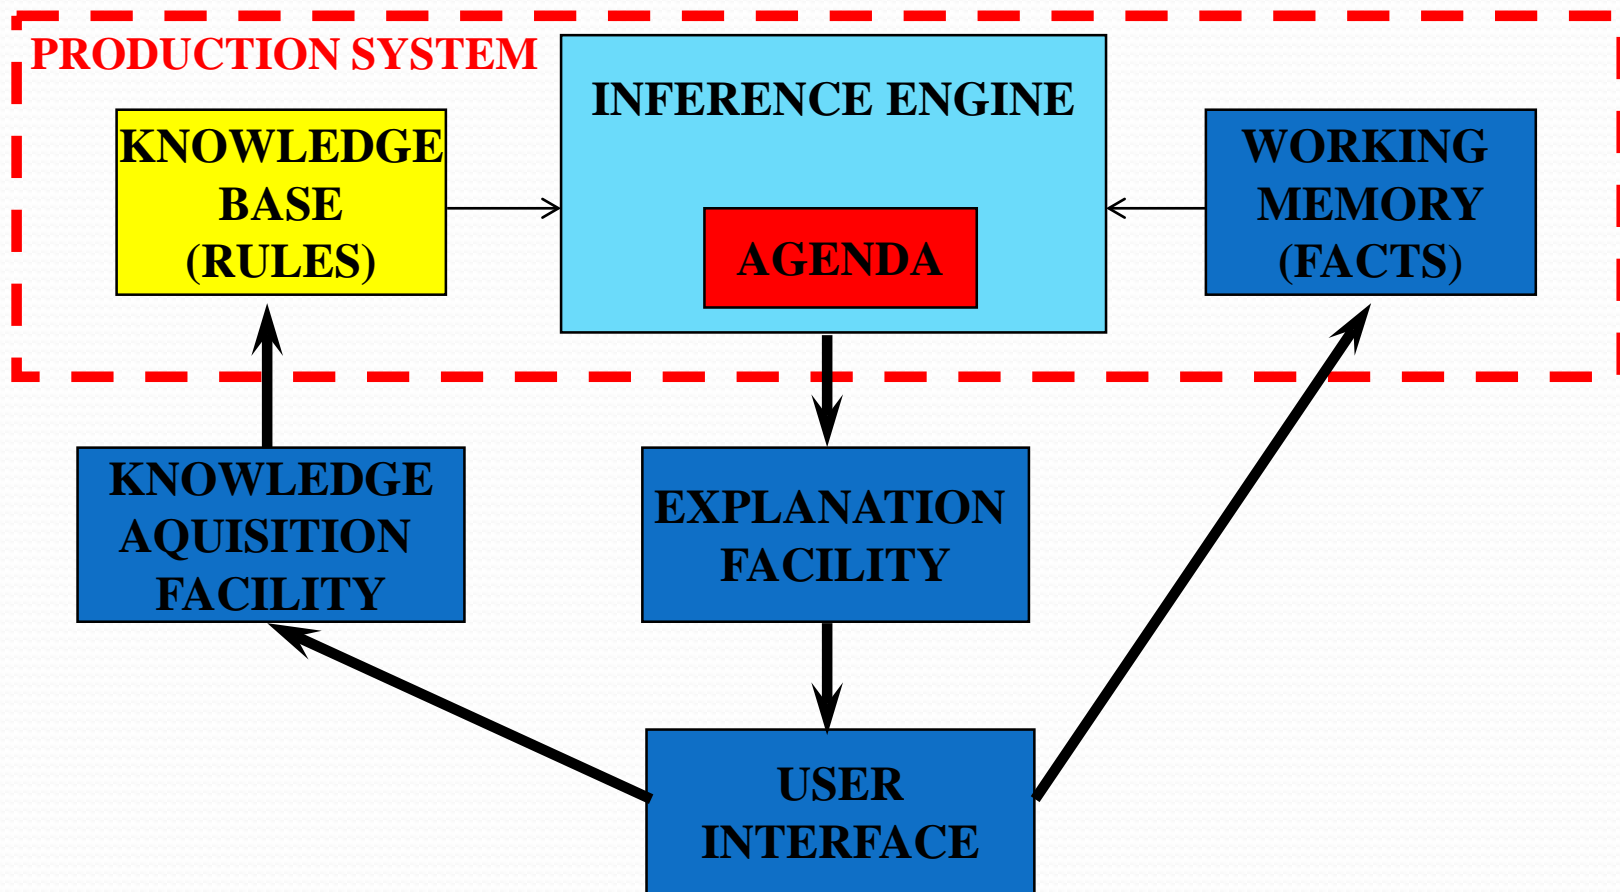 PRODUCTION SYSTEM
INFERENCE ENGINE
KNOWLEDGE
BASE
(RULES)
AGENDA
WORKING
MEMORY
(FACTS)
KNOWLEDGE
AQUISITION
FACILITY
EXPLANATION
FACILITY
USER
INTERFACE